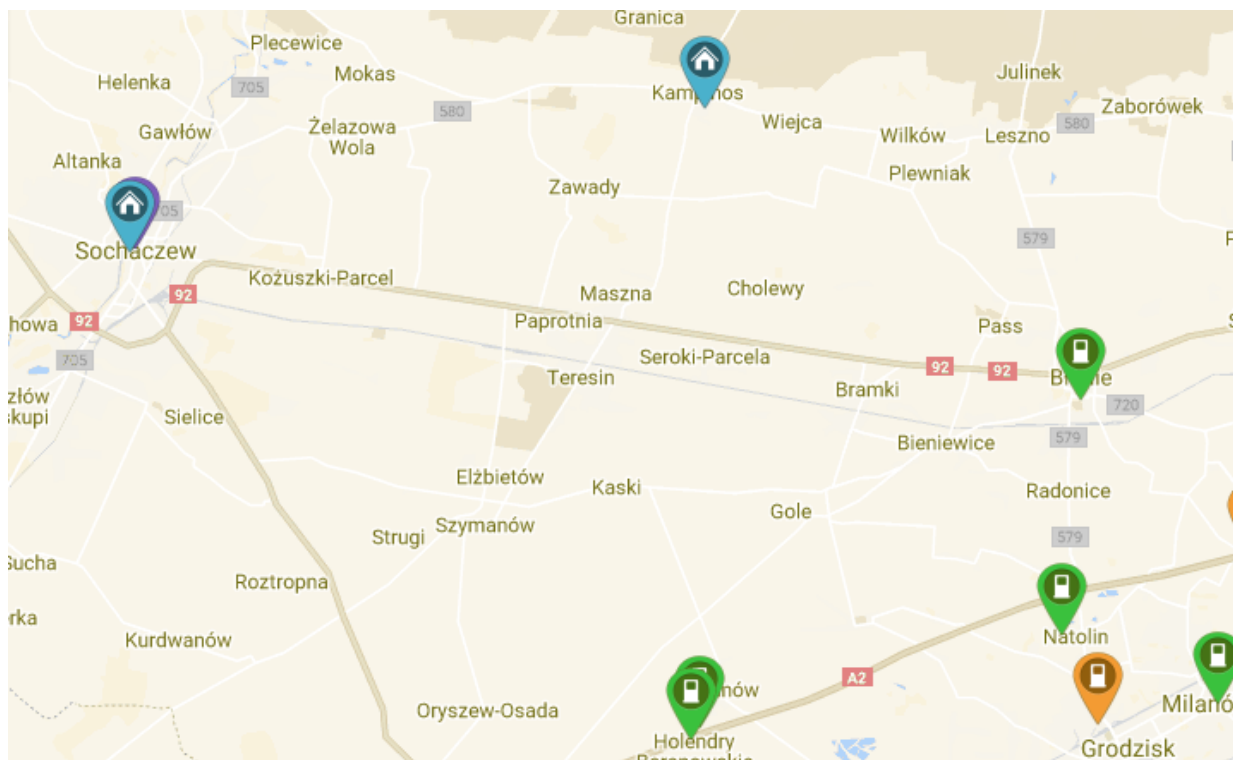 Granica
Plecewice
Mokas
Julinek
Helenka
705
Zaborówek
580
Wiejca
580
Gawłów
Żelazowa
Wola
Wilków
Leszno
Altanka
Plewniak
Zawady
705
Sochaczew
579
Kożuszki-Parcel
Cholewy
92
Maszna
Paprotnia
92
Pass
705
Seroki-Parcela
92
92
Teresin
Bramki
720
Sielice
579
Bieniewice
Elżbietów
Kaski
Radonice
Gole
Szymanów
Strugi
579
Roztropna
Kurdwanów
Natolin
A2
Oryszew-Osada
Holendry
Grodzisk